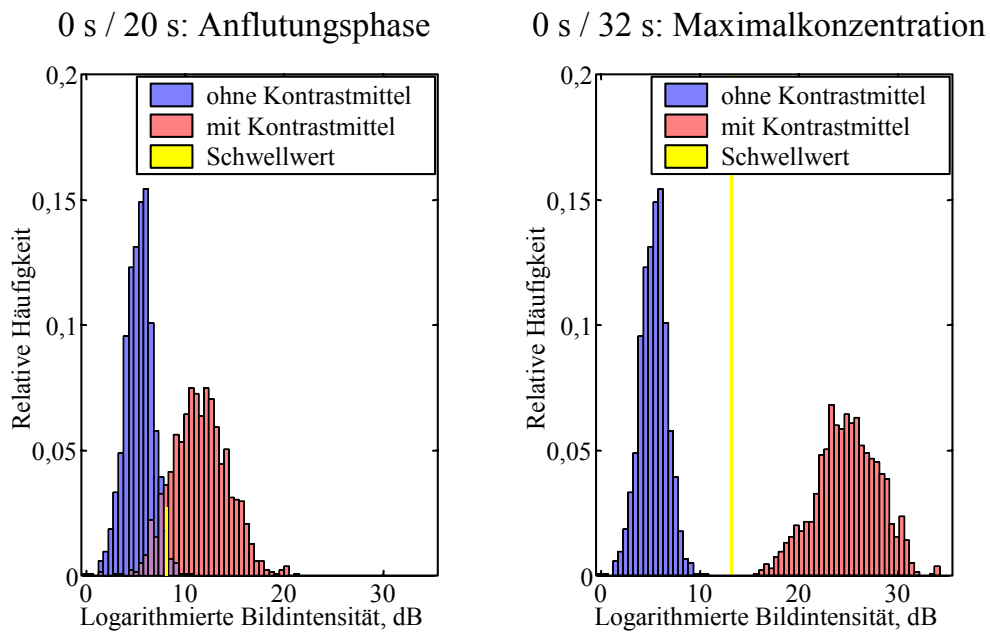 0 s / 20 s: Anflutungsphase
0,2
0,15
0,1
0,05
0
Relative Häufigkeit
ohne Kontrastmittel
mit Kontrastmittel
Schwellwert
0
10
20
30
Logarithmierte Bildintensität, dB
0 s / 32 s: Maximalkonzentration
0,2
0,15
0,1
0,05
0
Relative Häufigkeit
ohne Kontrastmittel
mit Kontrastmittel
Schwellwert
0
10
20
30
Logarithmierte Bildintensität, dB